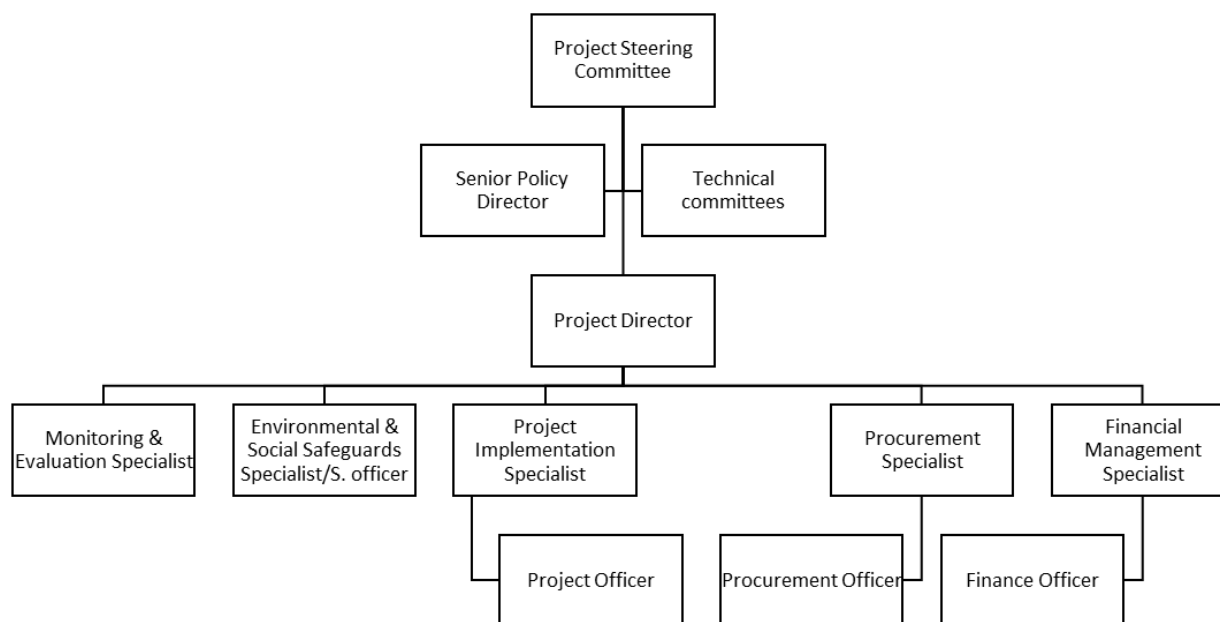 Project Steering
Committee
Senior Policy
Director
Technical
committees
Project Director
Monitoring &
Evaluation Specialist
Environmental &
Social Safeguards
Specialist/S. officer
Project
Implementation
Specialist
Procurement
Specialist
Financial
Management
Specialist
Project Officer
Procurement Officer
Finance Officer